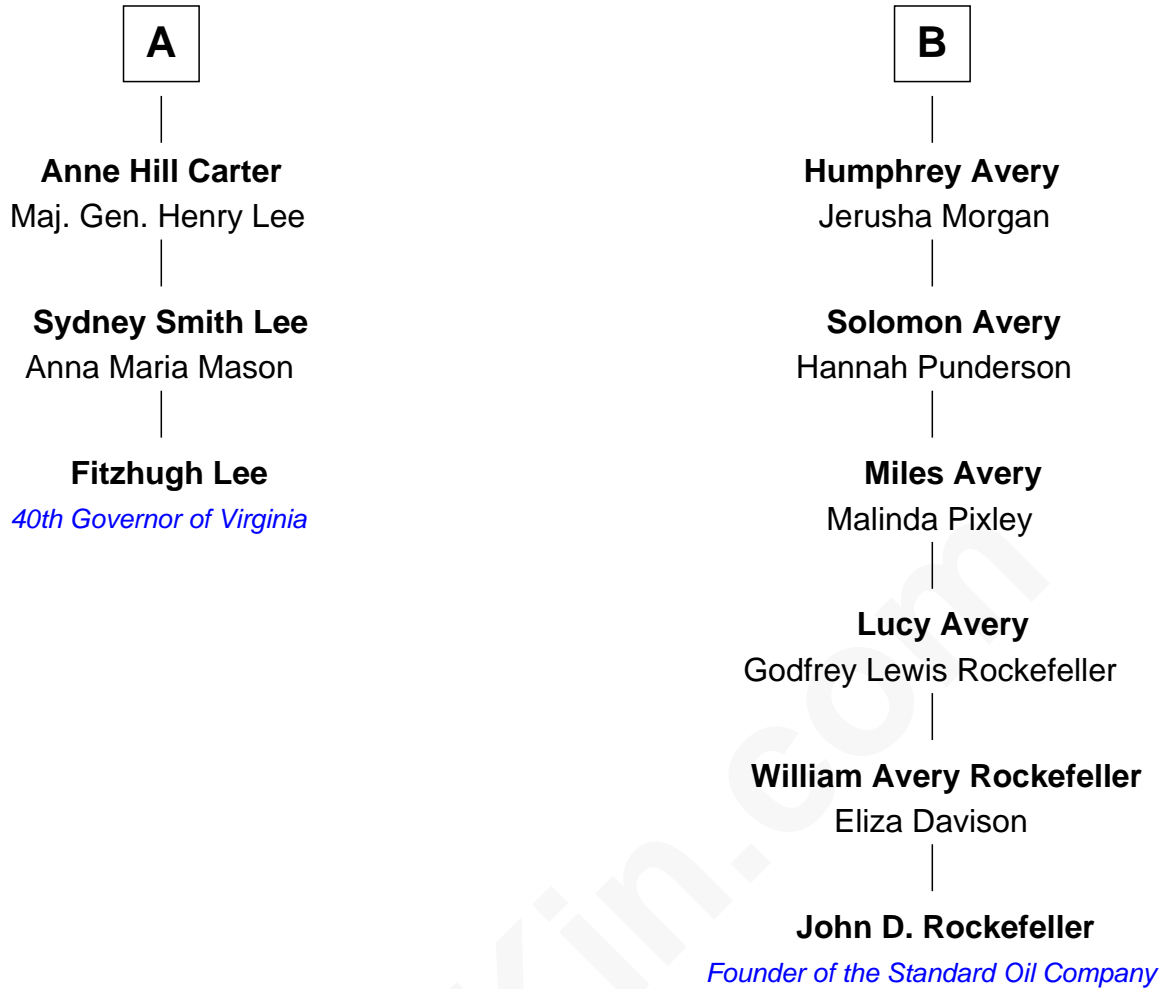 A
Anne Hill Carter
Maj. Gen. Henry Lee
Sydney Smith Lee
Anna Maria Mason
Fitzhugh Lee
40th Governor of Virginia
B
Humphrey Avery
Jerusha Morgan
Solomon Avery
Hannah Punderson
Miles Avery
Malinda Pixley
Lucy Avery
Godfrey Lewis Rockefeller
William Avery Rockefeller
Eliza Davison
John D. Rockefeller
Founder of the Standard Oil Company